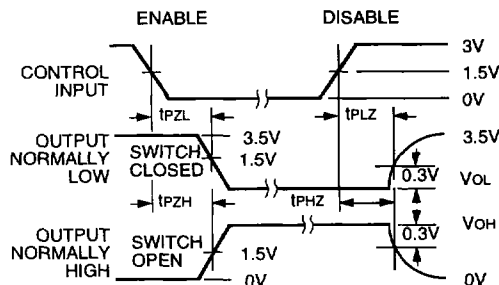 ENABLE DISABLE
3V
CONTROL INPUT 1.5V
0V
tPZL tPLZ
OUTPUT NORMALLY LOW
SWITCH CLOSED
3.5V
1.5V
3.5V
0.3V
VOL
tPZH tPHZ
OUTPUT NORMALLY HIGH
SWITCH OPEN
1.5V
0V
VOH
0.3V
0V